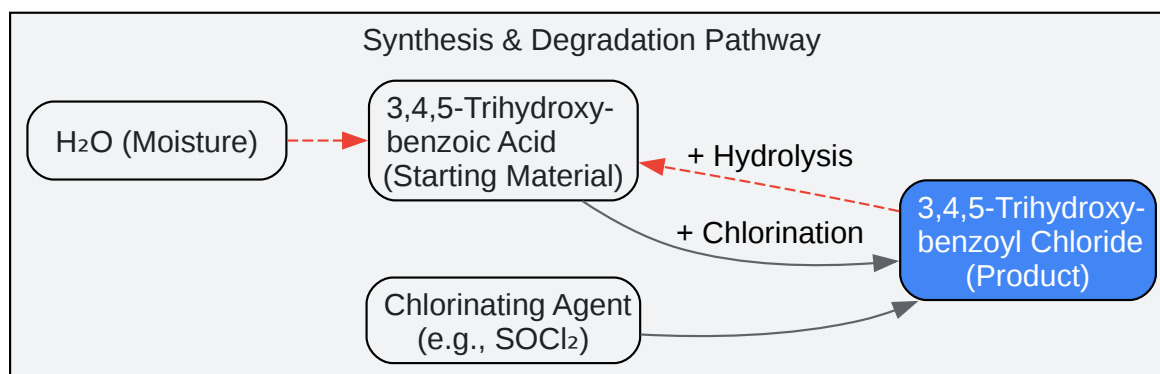 Synthesis & Degradation Pathway
H₂O (Moisture)
3,4,5-Trihydroxy-
benzoic Acid
(Starting Material)
+ Hydrolysis
+ Chlorination
3,4,5-Trihydroxy-
benzoyl Chloride
(Product)
Chlorinating Agent
(e.g., SOCl₂)